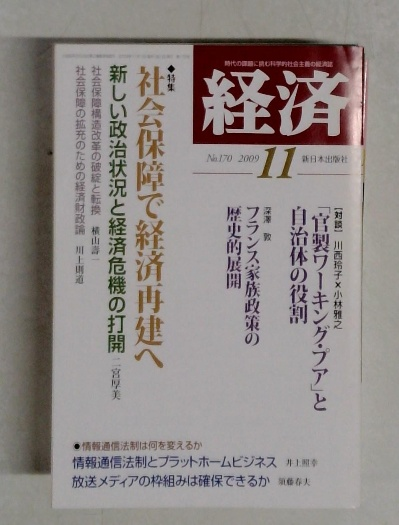 時代の課題に挑む科学的社会主義の経済誌
経済
No.170 2009 11 新日本出版社
【対談】川西玲子×小林雅之
「官製ワーキング・プア」と
自治体の役割
深澤敦
フランス家族政策の
歴史的展開
◆特集
社会保障で経済再建へ
新しい政治状況と経済危機の打開 二宮厚美
社会保障構造改革の破綻と転換 横山壽一
社会保障の拡充のための経済財政論 川上則道
●情報通信法制は何を変えるか
情報通信法制とプラットホームビジネス 井上照幸
放送メディアの枠組みは確保できるか 須藤春夫